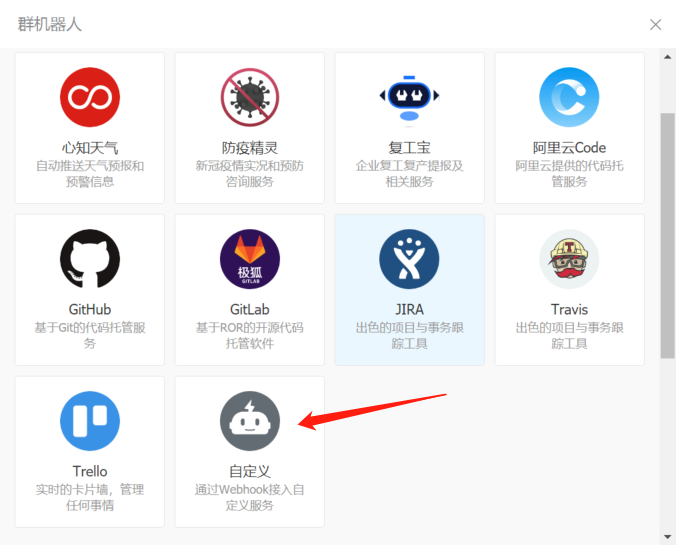 群机器人
心知天气
自动推送天气预报和
预警信息
防疫精灵
新冠疫情实况和预防
咨询服务
复工宝
企业复工复产提报及
相关服务
阿里云Code
阿里云提供的代码托
管服务
GitHub
基于Git的代码托管服
务
极狐
GITLAB
GitLab
基于ROR的开源代码
托管软件
JIRA
出色的项目与事务跟
踪工具
T
Travis
出色的项目与事务跟
踪工具
Trello
实时的卡片墙，管理
任何事情
自定义
通过Webhook接入自
定义服务